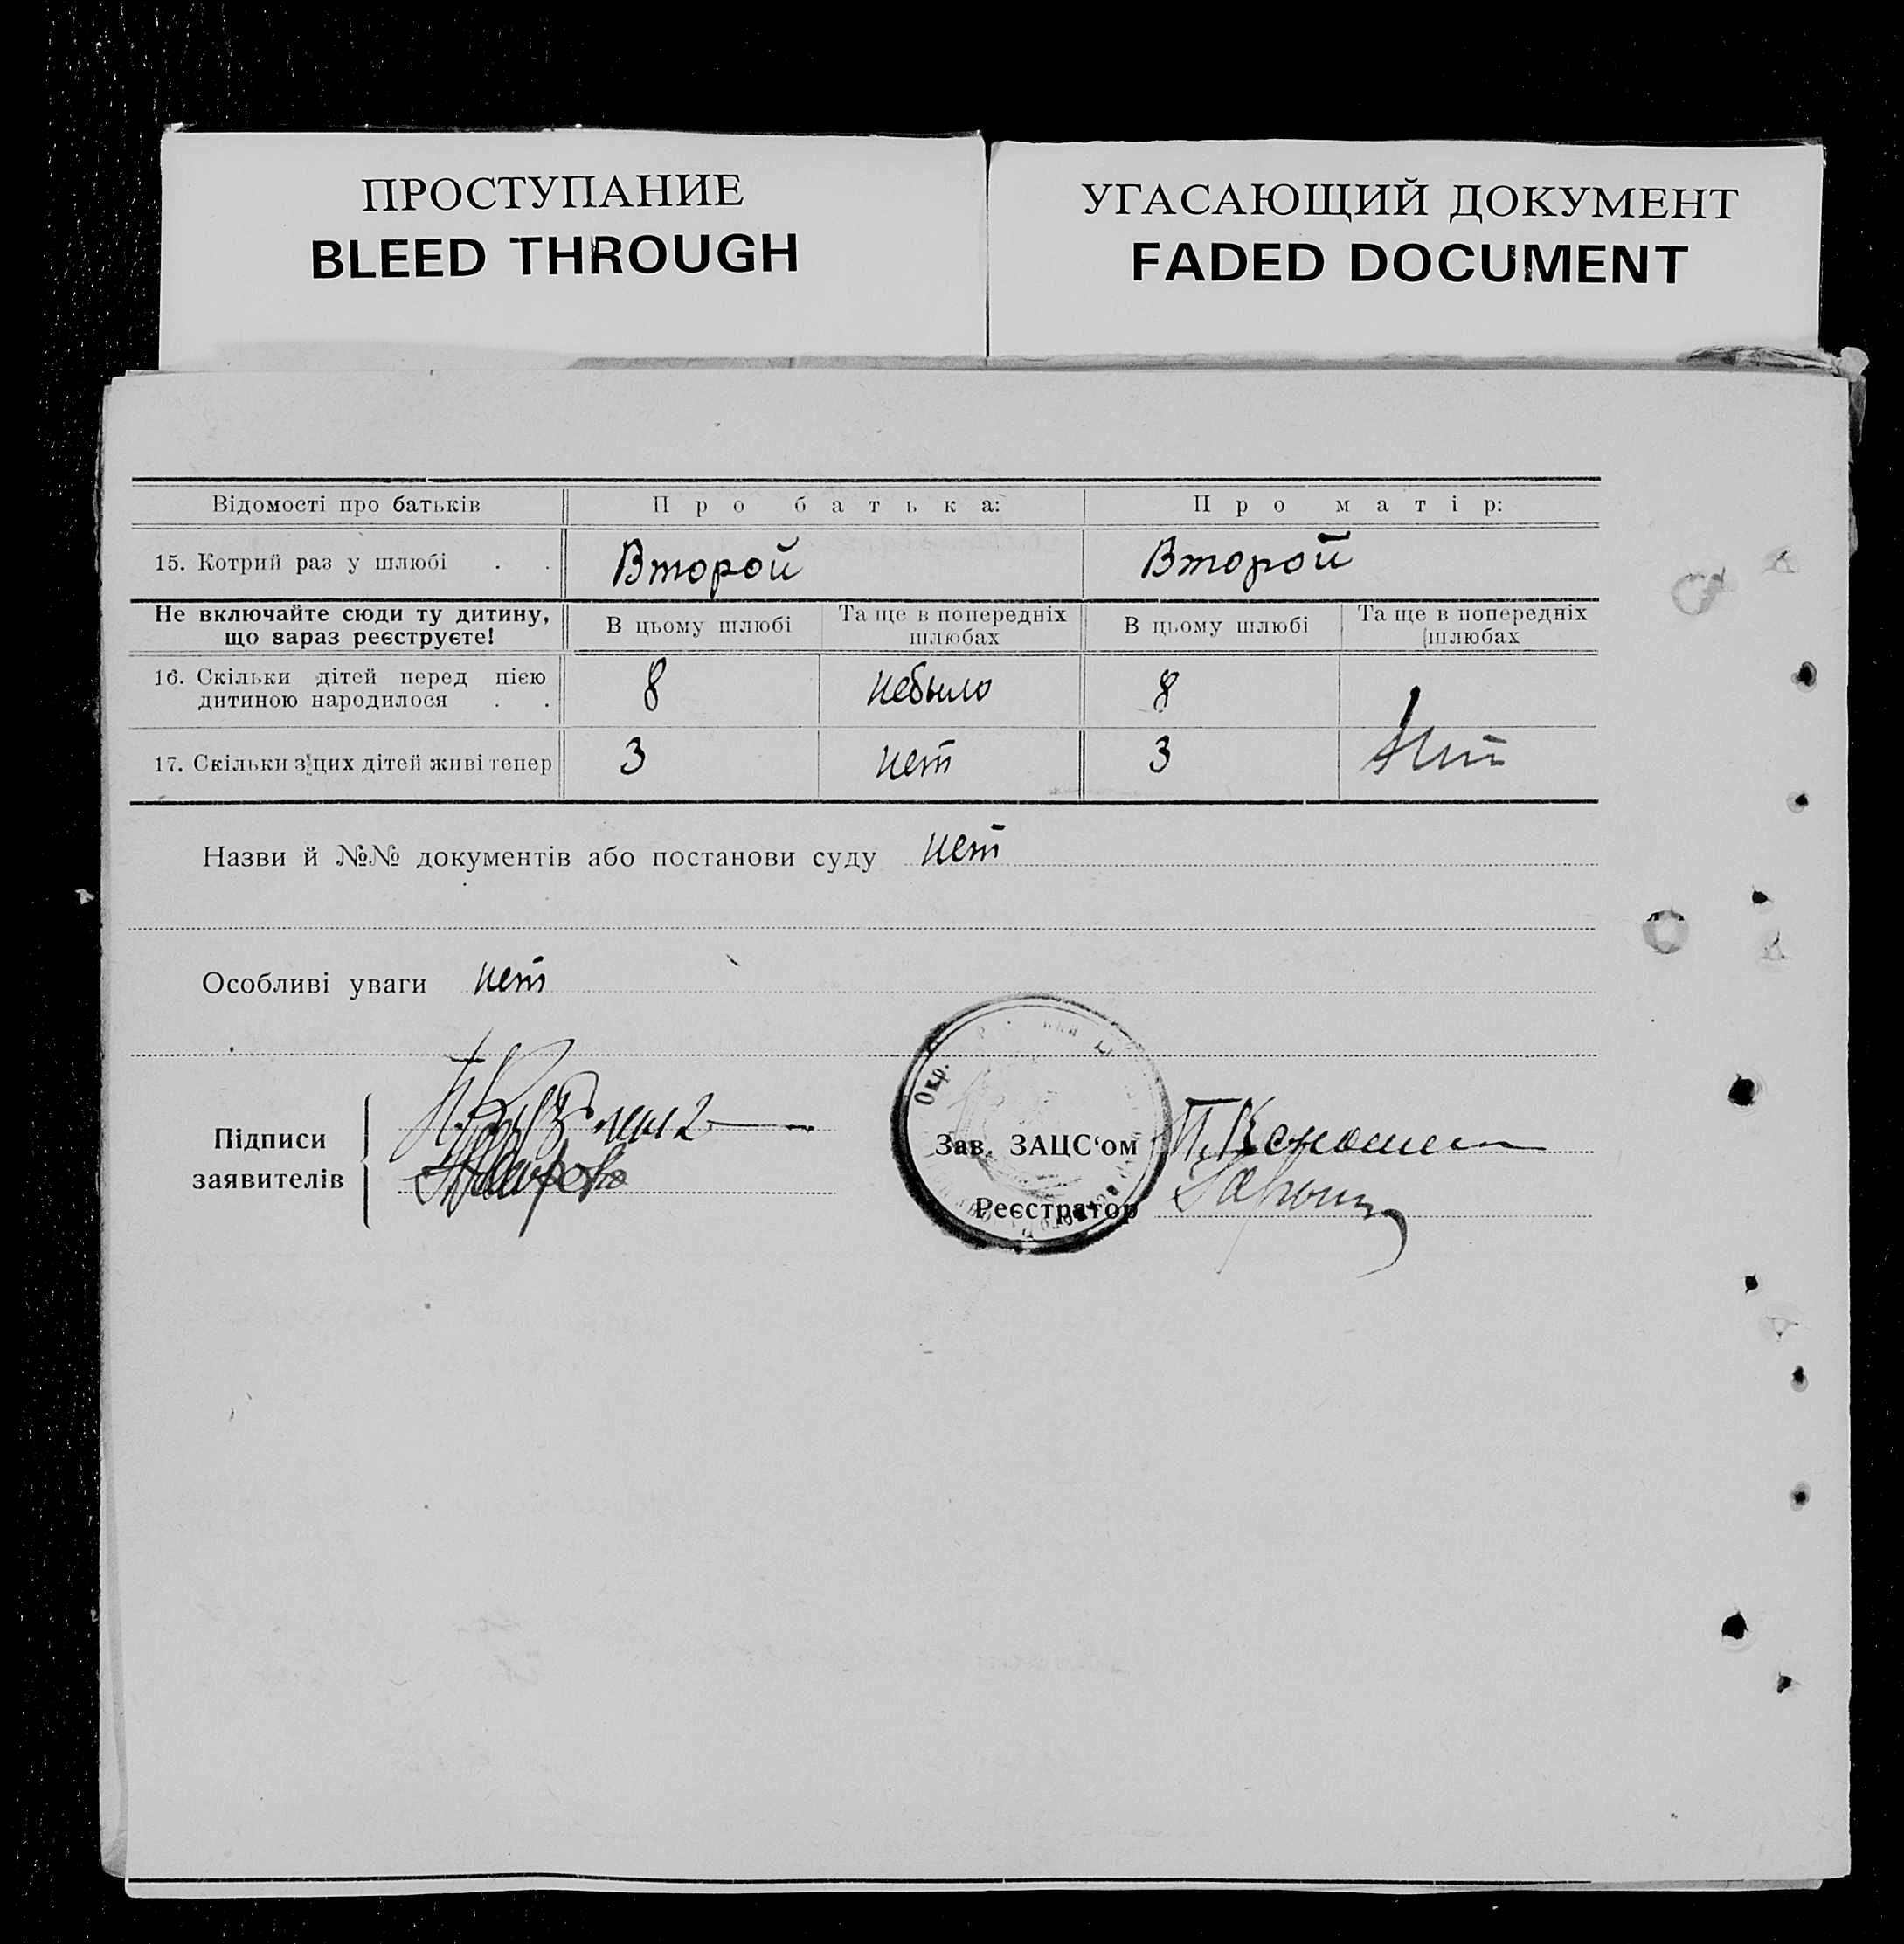 ПРОСТУПАНИЕ
BLEED THROUGH
УГАСАЮЩИЙ ДОКУМЕНТ
FADED DOCUMENT
Відомості про батьків Про батька: Про матір:
15. Котрий раз у шлюбі . . Второй Второй
Не включайте сюди ту дитину,
що зараз реєструєте!
В цьому шлюбі
Та ще в попередніх
шлюбах
В цьому шлюбі
Та ще в попередніх
шлюбах
16. Скільки дітей перед цією
дитиною народилося . . 8 небыло 8
17. Скільки з цих дітей живі тепер 3 нет 3 нет
Назви й №№ документів або постанови суду нет
Особливі уваги нет
Підписи
заявителів
Окр.
Зав. ЗАЦС‘ом
Реєстратор